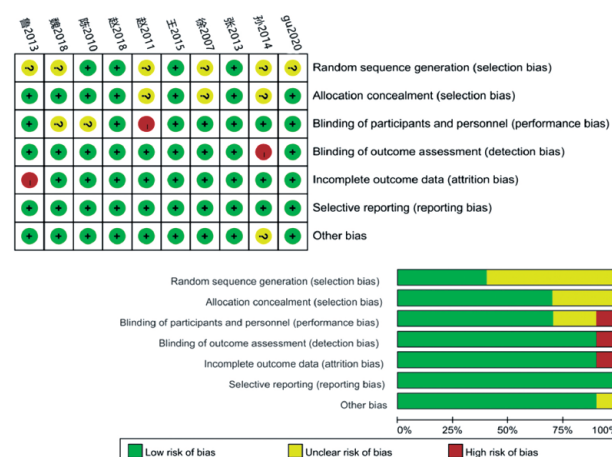 鲁2013 魏2018 陈2010 赵2018 赵2011 王2015 徐2007 张2013 孙2014 gu2020
? ? + + ? + ? + ? ? Random sequence generation (selection bias)
+ + + + ? + ? + ? + Allocation concealment (selection bias)
+ ? ? + - + + + + + Blinding of participants and personnel (performance bias)
+ + + + + + + + - + Blinding of outcome assessment (detection bias)
- + + + + + + + + + Incomplete outcome data (attrition bias)
+ + + + + + + + + + Selective reporting (reporting bias)
+ + + + + + + + ? + Other bias
Random sequence generation (selection bias)
Allocation concealment (selection bias)
Blinding of participants and personnel (performance bias)
Blinding of outcome assessment (detection bias)
Incomplete outcome data (attrition bias)
Selective reporting (reporting bias)
Other bias
0% 25% 50% 75% 100%
Low risk of bias Unclear risk of bias High risk of bias